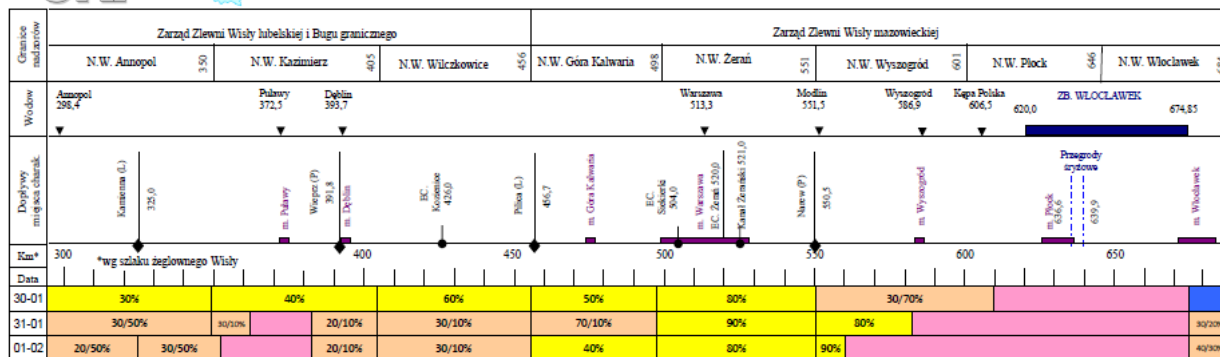 Granice nadzorów
Zarząd Zlewni Wisły lubelskiej i Bugu granicznego
Zarząd Zlewni Wisły mazowieckiej
N.W. Annopol
350
N.W. Kazimierz
405
N.W. Wilczkowice
456
N.W. Góra Kalwaria
498
N.W. Żerań
551
N.W. Wyszogród
601
N.W. Płock
646
N.W. Włocławek
Wodow
Annopol
298,4
Puławy
372,5
Dęblin
393,7
Warszawa
513,3
Modlin
551,5
Wyszogród
586,9
Kępa Polska
606,5
620,0
ZB. WŁOCŁAWEK
674,85
Dopływy
miejsca charak.
Kamienna (L)
325,0
m. Puławy
Wieprz (P)
391,8
m. Dęblin
EC.
Kozienice
426,0
Pilica (L)
456,7
m. Góra Kalwaria
EC.
Siekierki
504,0
m. Warszawa
EC. Żerań 520,0
Kanał Żerański 521,0
Narew (P)
550,5
m. Wyszogród
m. Płock
636,6
Przegrody
śryżowe
639,9
m. Włocławek
Km*
300
*wg szlaku żeglownego Wisły
400
450
500
550
600
650
Data
30-01
30%
40%
60%
50%
80%
30/70%
31-01
30/50%
30/10%
20/10%
30/10%
70/10%
90%
80%
30/20%
01-02
20/50%
30/50%
20/10%
30/10%
40%
80%
90%
40/30%